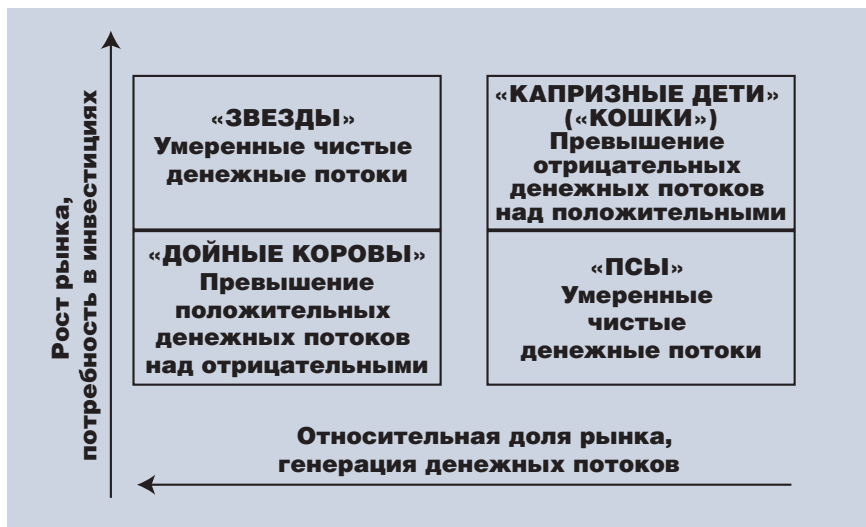 Рост рынка,
потребность в инвестициях
«ЗВЕЗДЫ»
Умеренные чистые
денежные потоки
«КАПРИЗНЫЕ ДЕТИ»
(«КОШКИ»)
Превышение
отрицательных
денежных потоков
над положительными
«ДОЙНЫЕ КОРОВЫ»
Превышение
положительных
денежных потоков
над отрицательными
«ПСЫ»
Умеренные
чистые
денежные потоки
Относительная доля рынка,
генерация денежных потоков